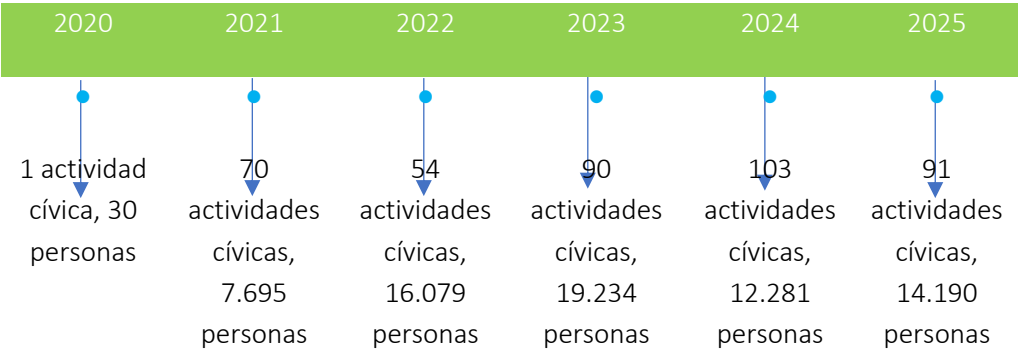 2020 2021 2022 2023 2024 2025
1 actividad
cívica, 30
personas
70
actividades
cívicas,
7.695
personas
54
actividades
cívicas,
16.079
personas
90
actividades
cívicas,
19.234
personas
103
actividades
cívicas,
12.281
personas
91
actividades
cívicas,
14.190
personas